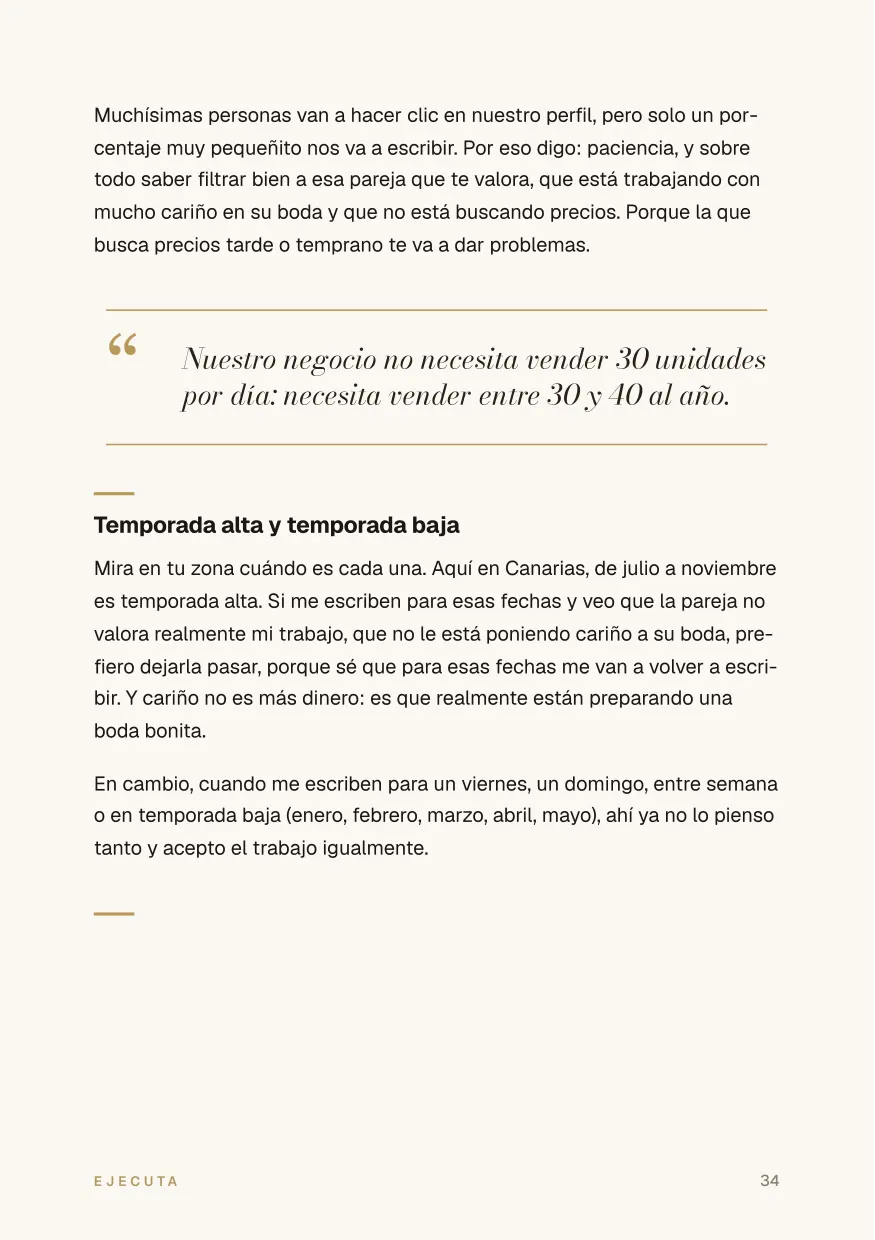 Muchísimas personas van a hacer clic en nuestro perfil, pero solo un por-
centaje muy pequeñito nos va a escribir. Por eso digo: paciencia, y sobre
todo saber filtrar bien a esa pareja que te valora, que está trabajando con
mucho cariño en su boda y que no está buscando precios. Porque la que
busca precios tarde o temprano te va a dar problemas.
“ Nuestro negocio no necesita vender 30 unidades
por día: necesita vender entre 30 y 40 al año.
Temporada alta y temporada baja
Mira en tu zona cuándo es cada una. Aquí en Canarias, de julio a noviembre
es temporada alta. Si me escriben para esas fechas y veo que la pareja no
valora realmente mi trabajo, que no le está poniendo cariño a su boda, pre-
fiero dejarla pasar, porque sé que para esas fechas me van a volver a escri-
bir. Y cariño no es más dinero: es que realmente están preparando una
boda bonita.
En cambio, cuando me escriben para un viernes, un domingo, entre semana
o en temporada baja (enero, febrero, marzo, abril, mayo), ahí ya no lo pienso
tanto y acepto el trabajo igualmente.
EJECUTA
34